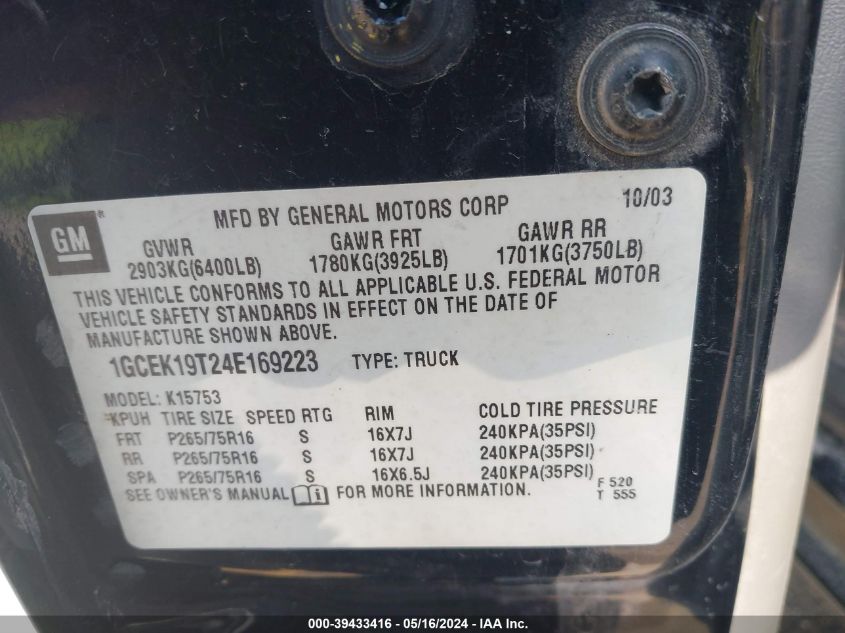 GM
MFD BY GENERAL MOTORS CORP 10/03
GVWR GAWR FRT GAWR RR
2903KG(6400LB) 1780KG(3925LB) 1701KG(3750LB)
THIS VEHICLE CONFORMS TO ALL APPLICABLE U.S. FEDERAL MOTOR
VEHICLE SAFETY STANDARDS IN EFFECT ON THE DATE OF
MANUFACTURE SHOWN ABOVE.
1GCEK19T24E169223 TYPE: TRUCK
MODEL: K15753
*KPUH TIRE SIZE SPEED RTG RIM COLD TIRE PRESSURE
FRT P265/75R16 S 16X7J 240KPA(35PSI)
RR P265/75R16 S 16X7J 240KPA(35PSI)
SPA P265/75R16 S 16X6.5J 240KPA(35PSI)
SEE OWNER'S MANUAL FOR MORE INFORMATION. F 520
T 555
000-39433416 - 05/16/2024 - IAA Inc.